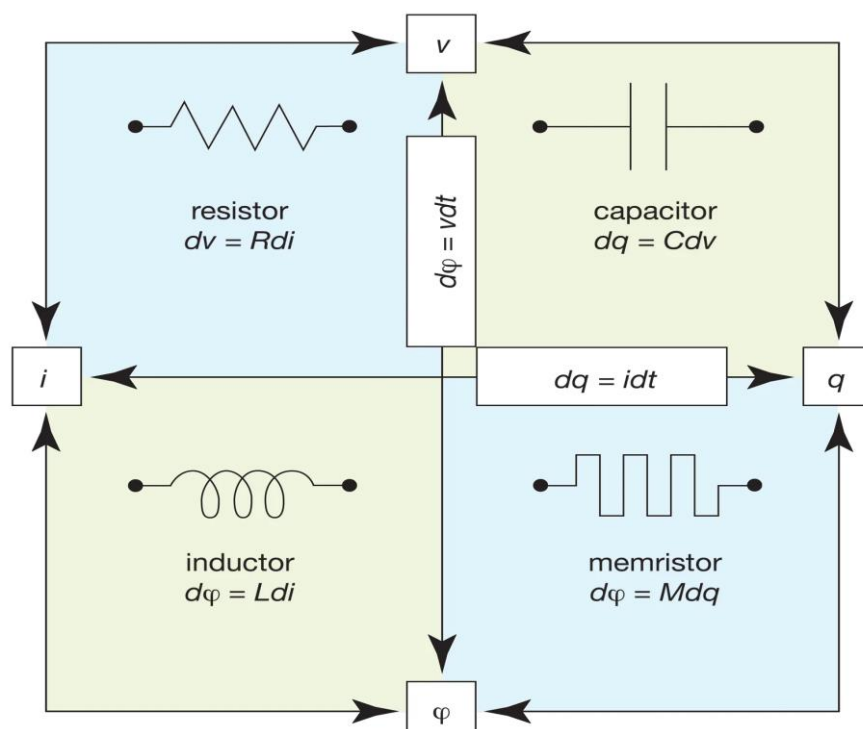 v
resistor
dv = Rdi
capacitor
dq = Cdv
dφ = vdt
i
dq = idt
q
inductor
dφ = Ldi
memristor
dφ = Mdq
φ